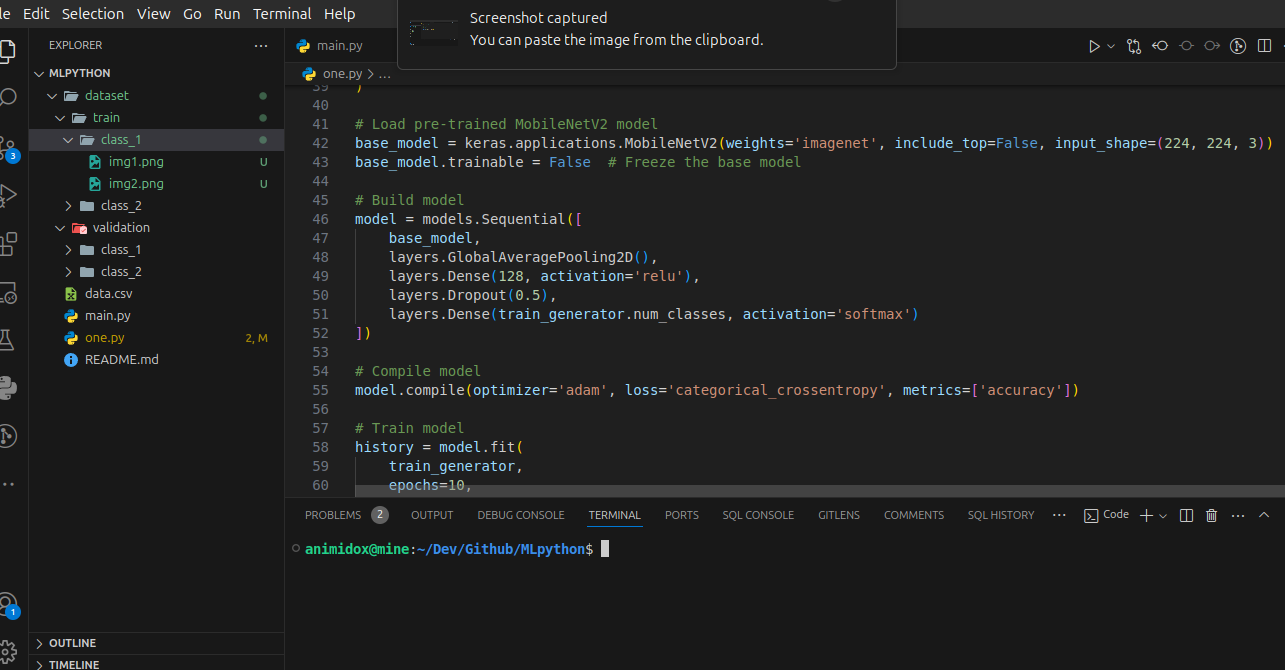 le Edit Selection View Go Run Terminal Help
Screenshot captured
You can paste the image from the clipboard.
EXPLORER
MLPYTHON
dataset
train
class_1
img1.png U
img2.png U
class_2
validation
class_1
class_2
data.csv
main.py
one.py 2, M
README.md
OUTLINE
TIMELINE
3
1
main.py
one.py > ...
39 )
40
41 # Load pre-trained MobileNetV2 model
42 base_model = keras.applications.MobileNetV2(weights='imagenet', include_top=False, input_shape=(224, 224, 3))
43 base_model.trainable = False  # Freeze the base model
44
45 # Build model
46 model = models.Sequential([
47     base_model,
48     layers.GlobalAveragePooling2D(),
49     layers.Dense(128, activation='relu'),
50     layers.Dropout(0.5),
51     layers.Dense(train_generator.num_classes, activation='softmax')
52 ])
53
54 # Compile model
55 model.compile(optimizer='adam', loss='categorical_crossentropy', metrics=['accuracy'])
56
57 # Train model
58 history = model.fit(
59     train_generator,
60     epochs=10,
PROBLEMS 2 OUTPUT DEBUG CONSOLE TERMINAL PORTS SQL CONSOLE GITLENS COMMENTS SQL HISTORY ... Code
animidox@mine:~/Dev/Github/MLpython$